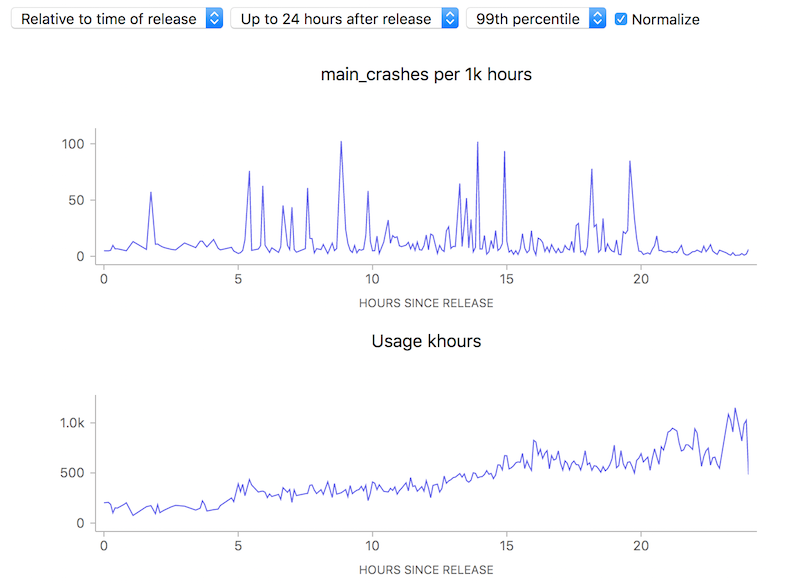 Relative to time of release Up to 24 hours after release 99th percentile Normalize
main_crashes per 1k hours
100
50
0
0 5 10 15 20
HOURS SINCE RELEASE
Usage khours
1.0k
500
0
0 5 10 15 20
HOURS SINCE RELEASE